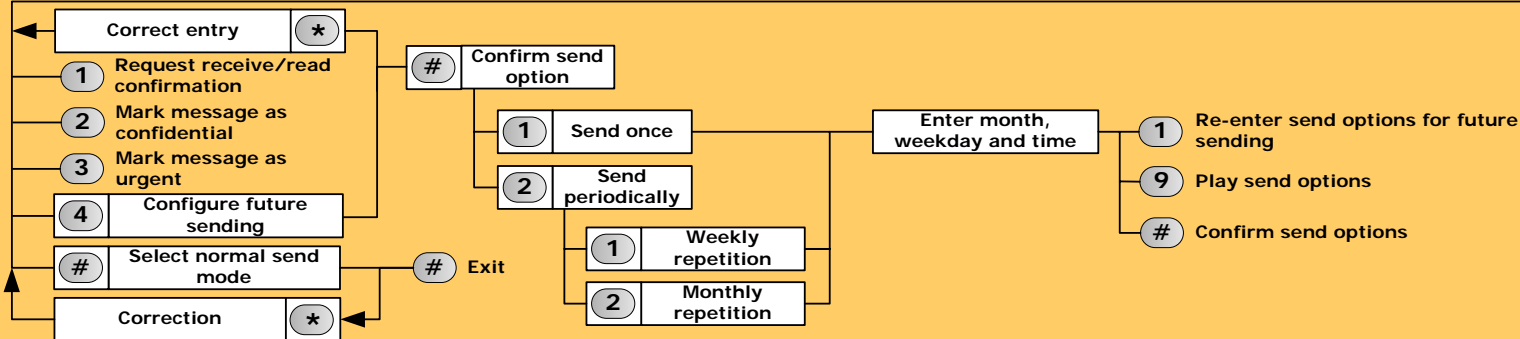 Correct entry *
1 Request receive/read
confirmation
2 Mark message as
confidential
3 Mark message as
urgent
4 Configure future
sending
# Select normal send
mode
Correction *
# Exit
# Confirm send
option
1 Send once
2 Send
periodically
1 Weekly
repetition
2 Monthly
repetition
Enter month,
weekday and time
1 Re-enter send options for future
sending
9 Play send options
# Confirm send options